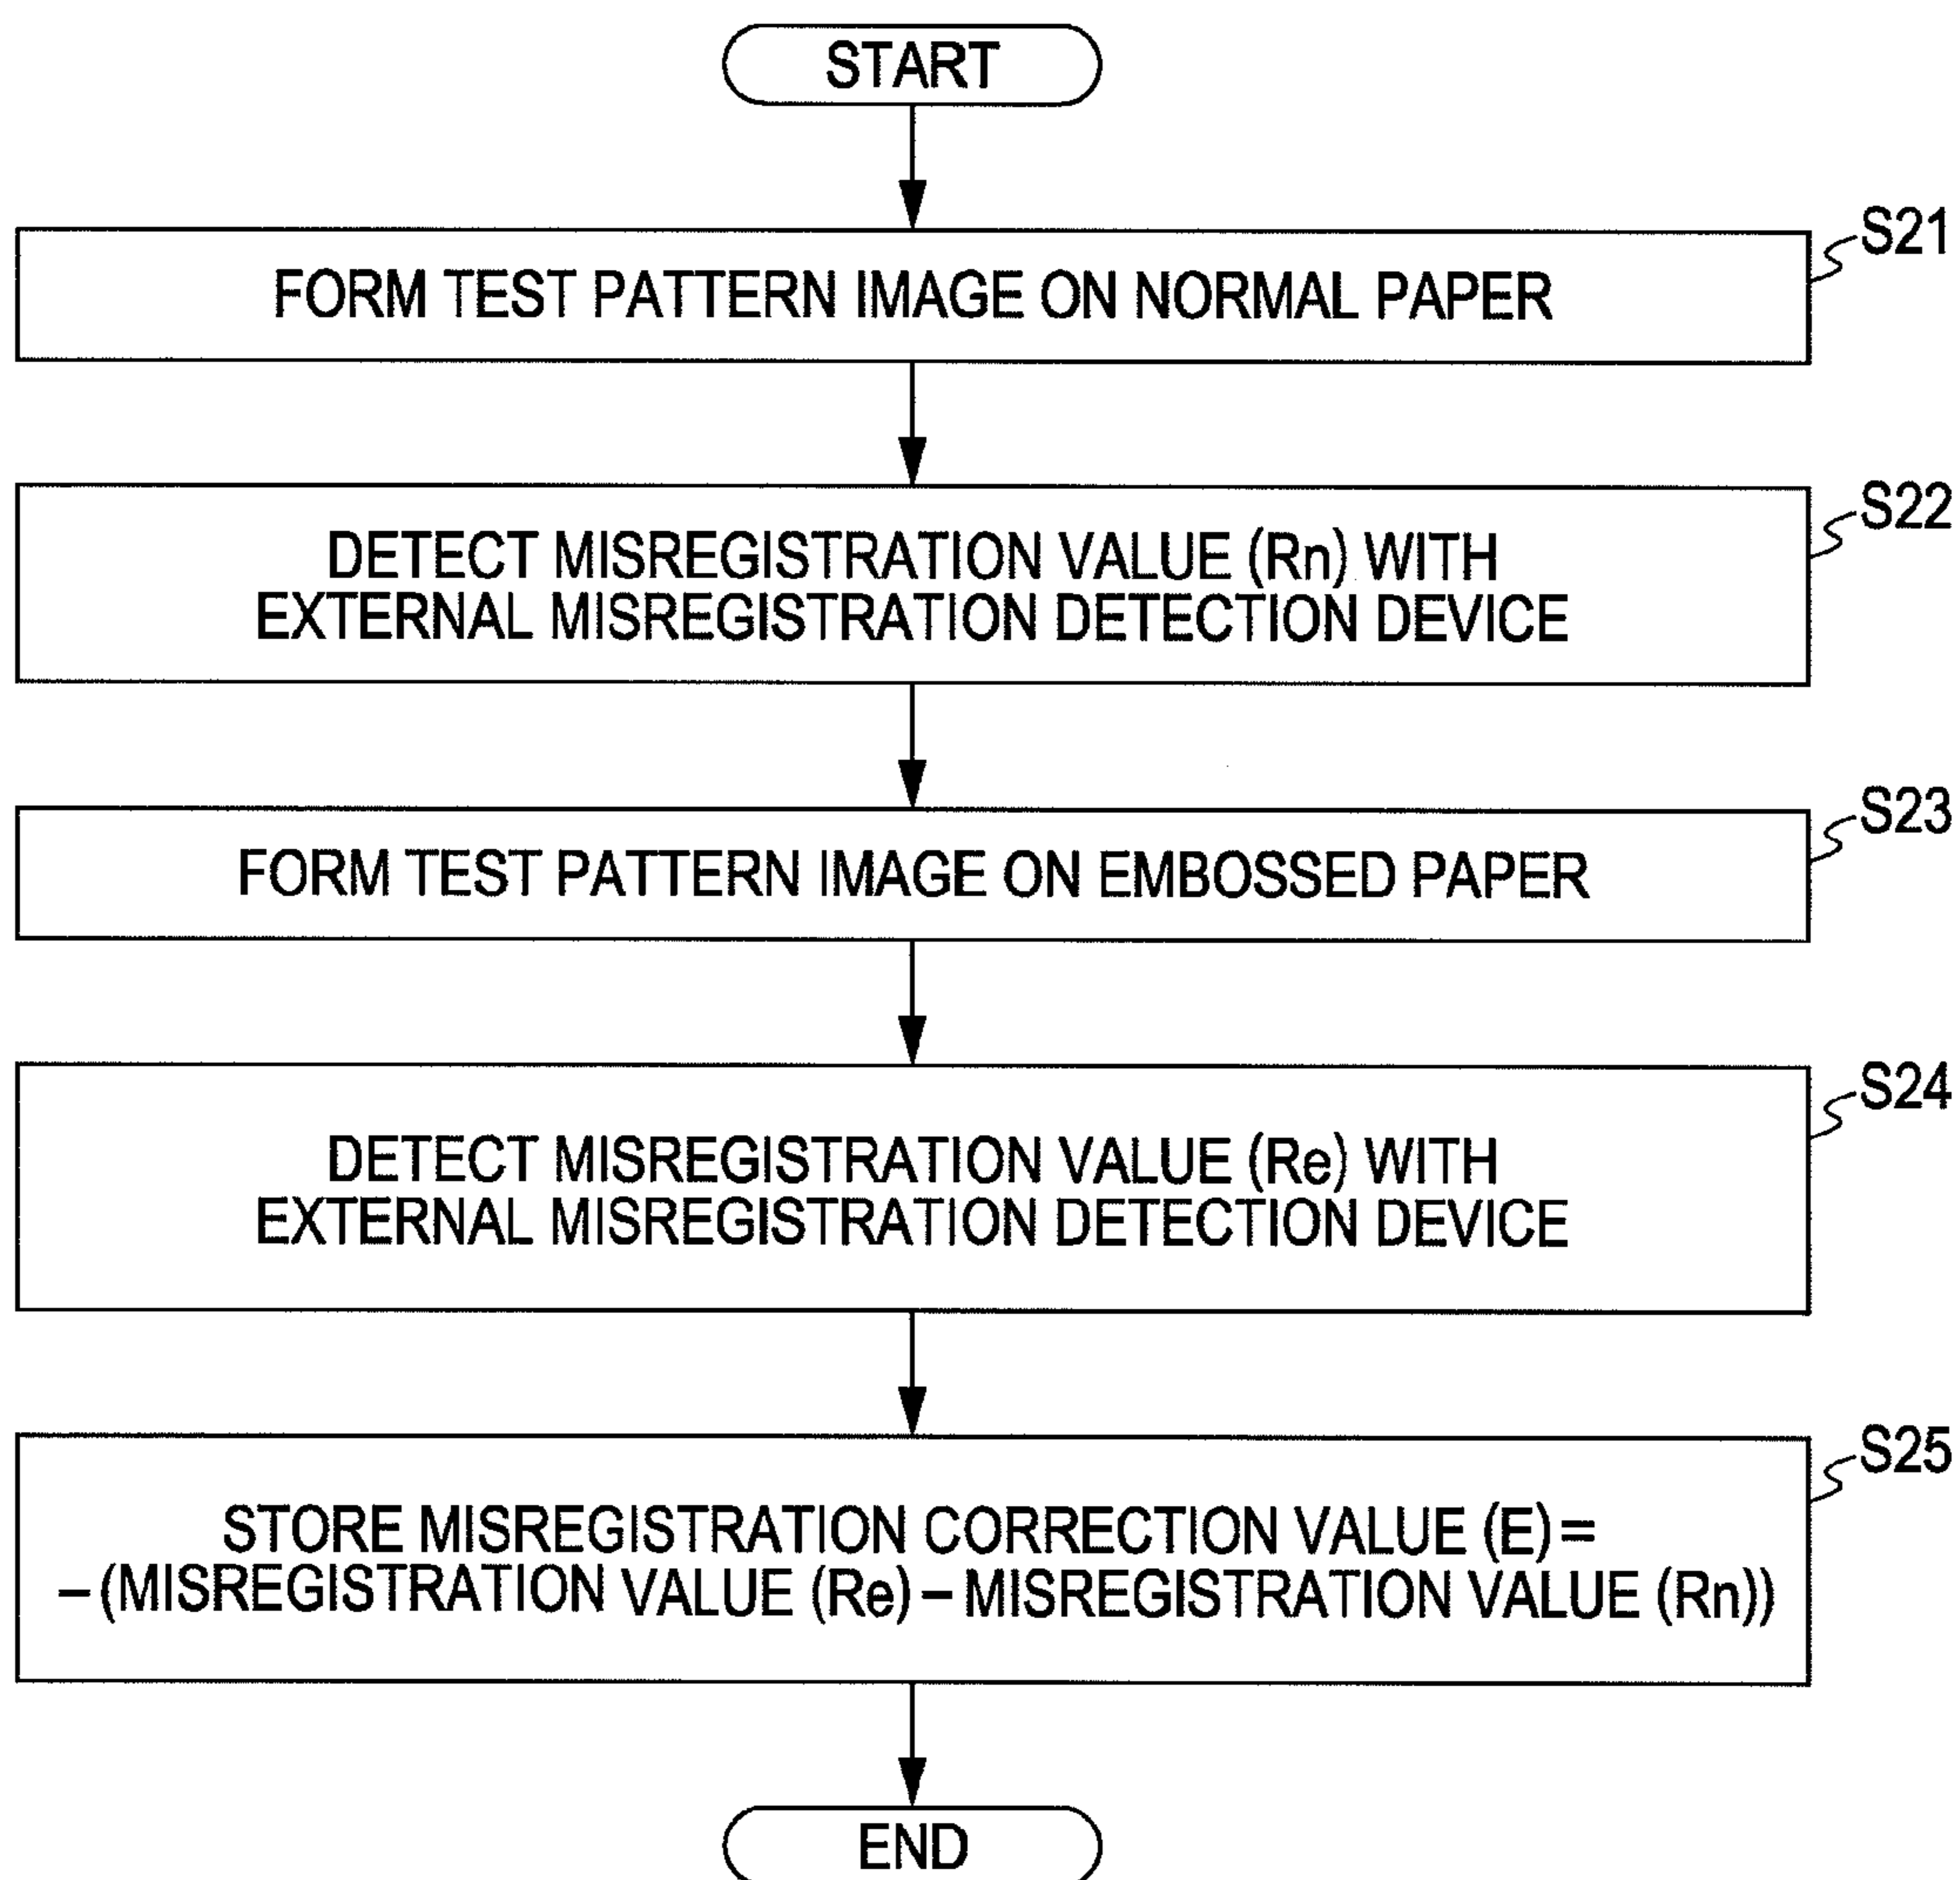 START
S21
FORM TEST PATTERN IMAGE ON NORMAL PAPER
S22
DETECT MISREGISTRATION VALUE (Rn) WITH
EXTERNAL MISREGISTRATION DETECTION DEVICE
S23
FORM TEST PATTERN IMAGE ON EMBOSSED PAPER
S24
DETECT MISREGISTRATION VALUE (Re) WITH
EXTERNAL MISREGISTRATION DETECTION DEVICE
S25
STORE MISREGISTRATION CORRECTION VALUE (E) =
– (MISREGISTRATION VALUE (Re) – MISREGISTRATION VALUE (Rn))
END